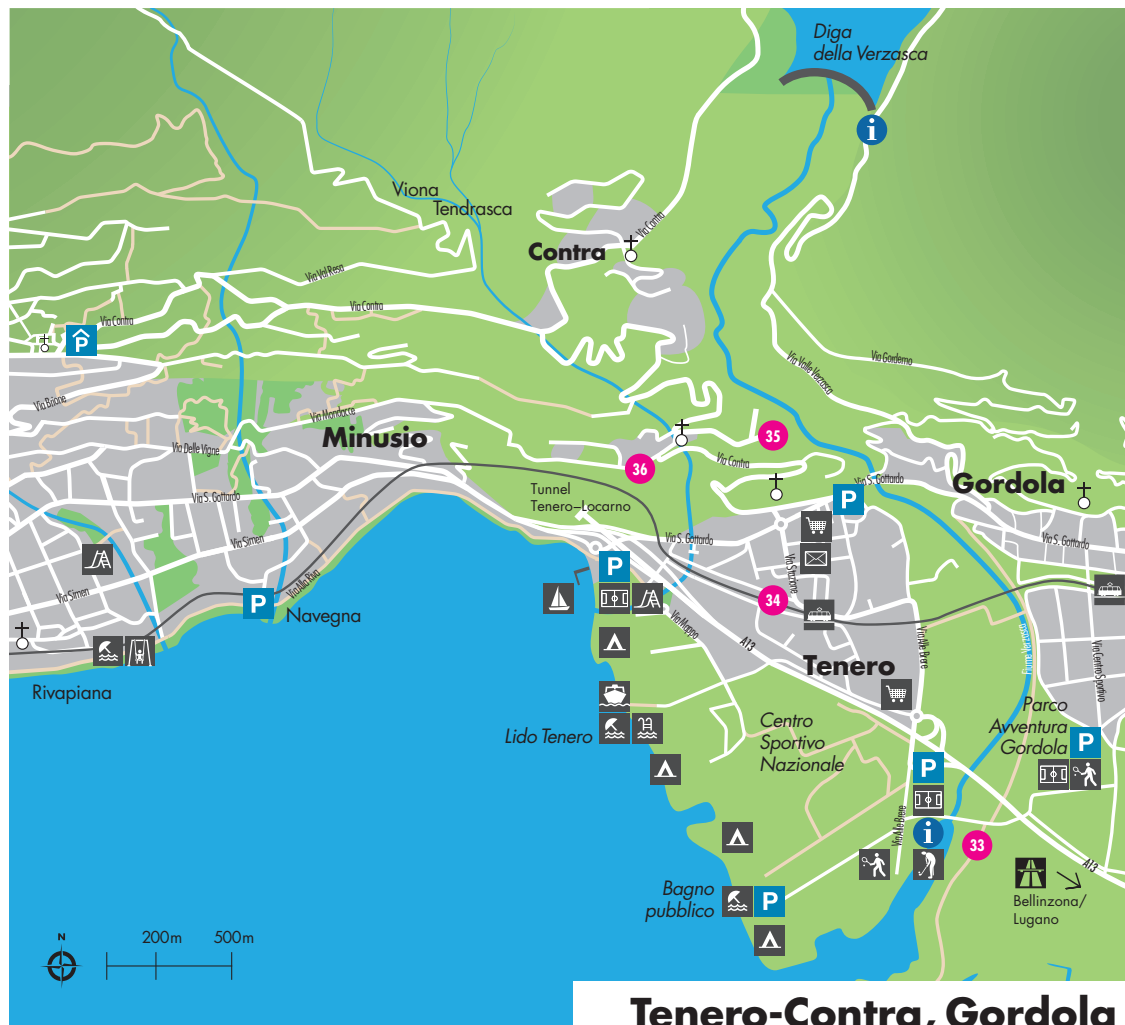 Diga
della Verzasca
i
Viona
Tendrasca
Via Contra
Contra
Via Val Resa
Via Contra
Via Contra
P
Via Gordemo
Via Valle Verzasca
Via Brione
Via Mondacce
Minusio
35
Via Delle Vigne
36
Via Contra
Via S. Gottardo
Gordola
Tunnel
Tenero–Locarno
P
Via S. Gottardo
Via S. Gottardo
Via S. Gottardo
Via Simen
Via Stazione
P
Via Alla Riva
Via Simen
P
Navegna
34
Via Mappo
A13
Via Alle Brere
Fiume Verzasca
Via Centro Sportivo
Tenero
Rivapiana
Lido Tenero
Centro
Sportivo
Nazionale
Parco
Avventura
Gordola
P
P
Via Alle Brere
i
33
A13
Bagno
pubblico
P
Bellinzona/
Lugano
N
200m
500m
Tenero-Contra, Gordola